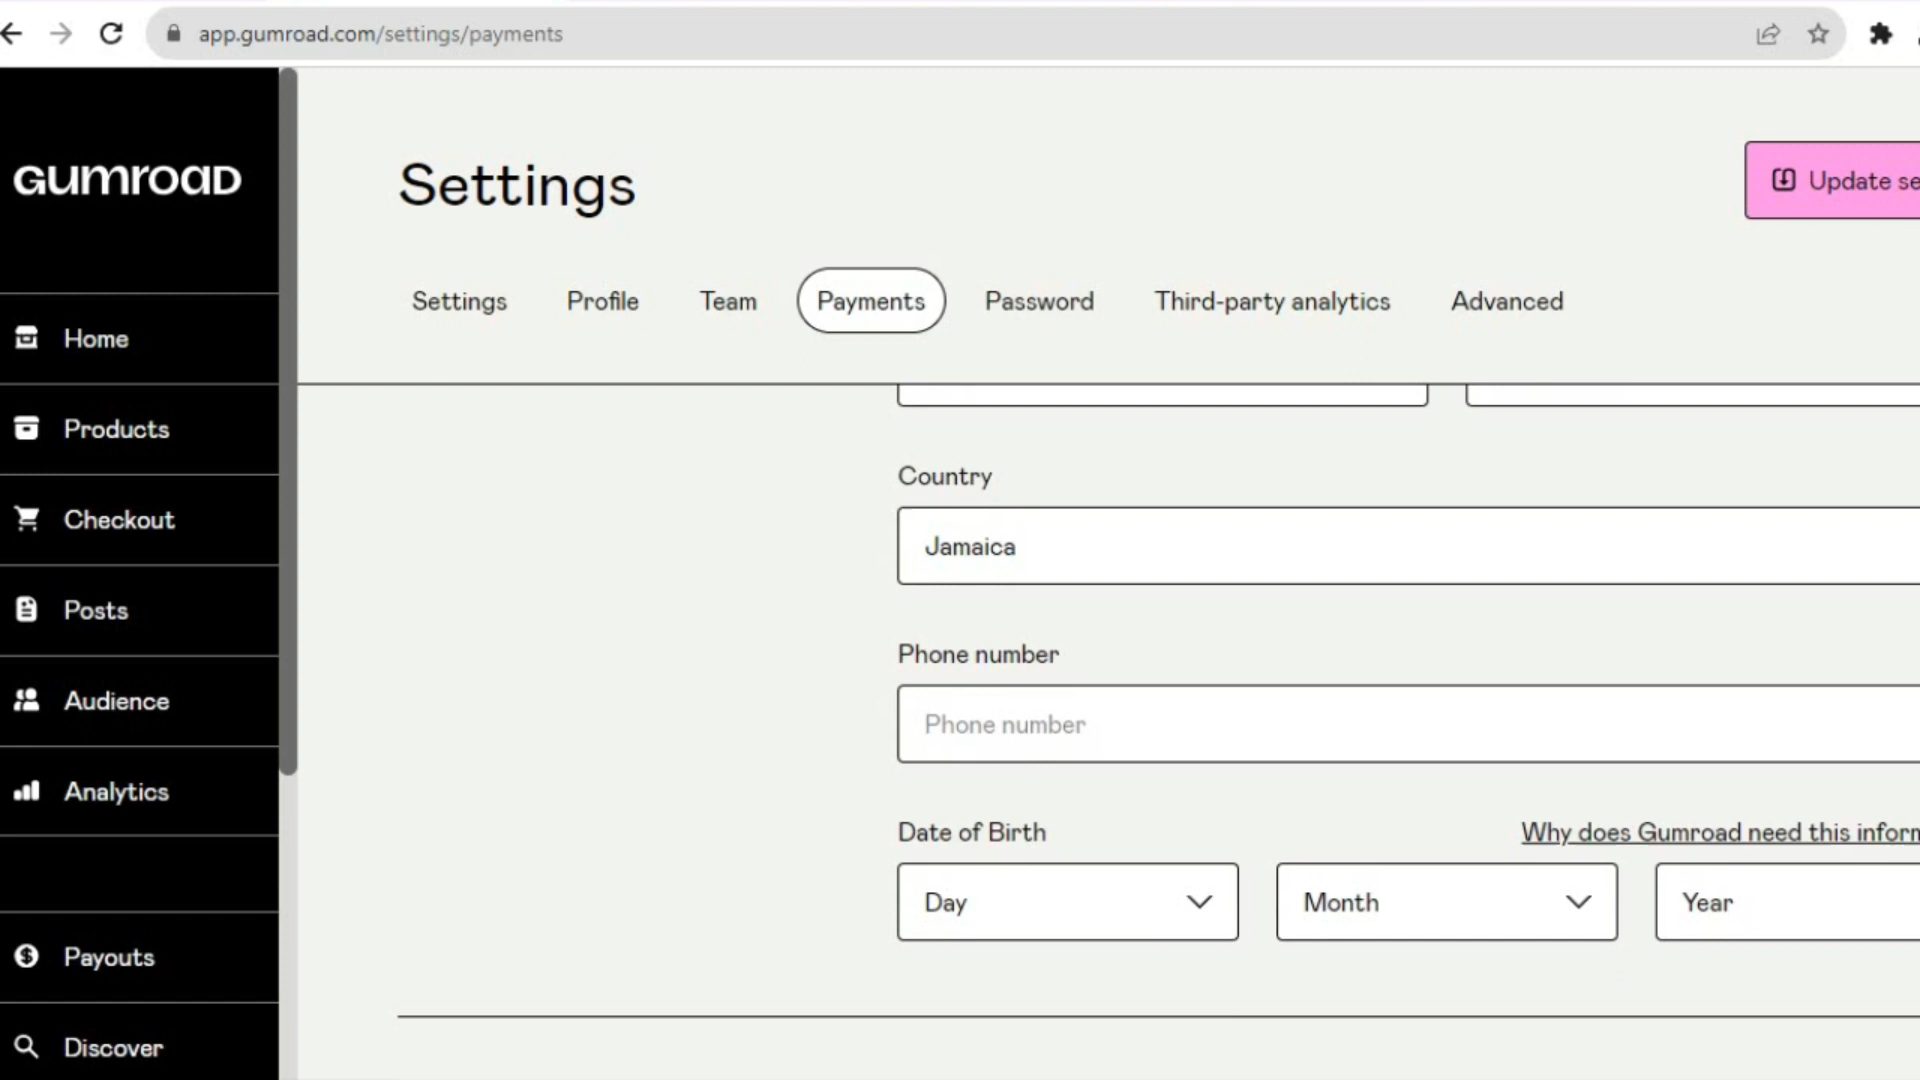 app.gumroad.com/settings/payments
GUMROAD
Home
Products
Checkout
Posts
Audience
Analytics
Payouts
Discover
Settings
Update se
Settings Profile Team Payments Password Third-party analytics Advanced
Country
Jamaica
Phone number
Phone number
Date of Birth Why does Gumroad need this inform
Day Month Year